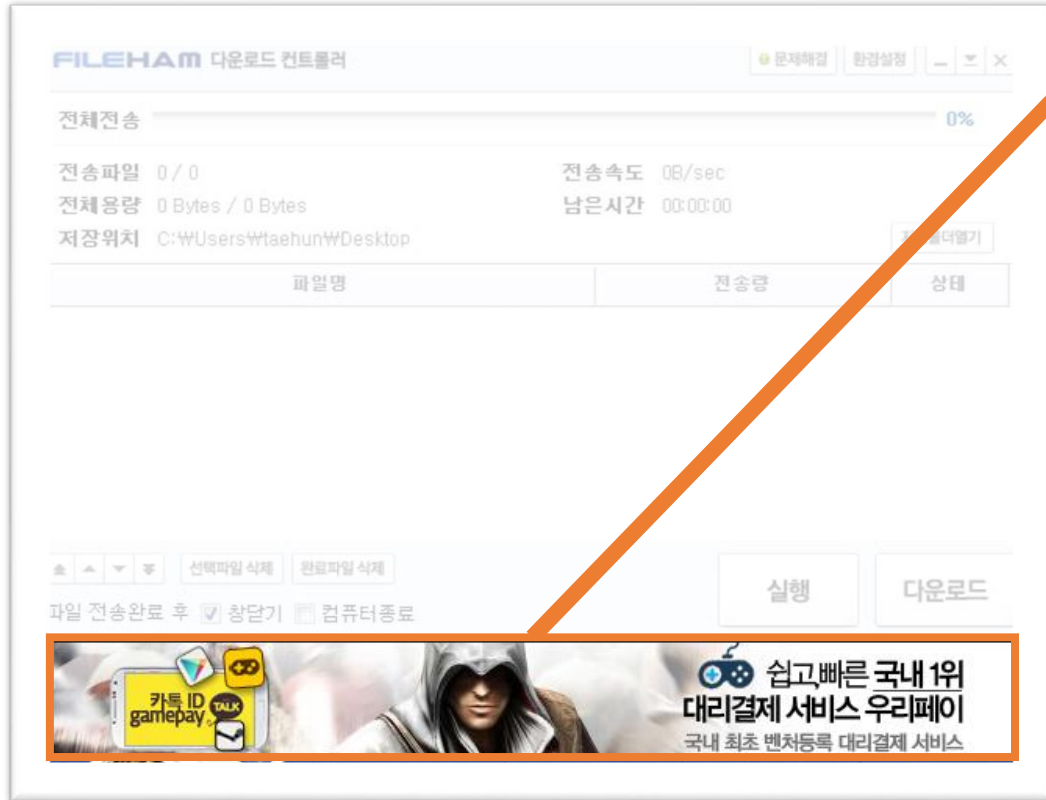 FILEHAM 다운로드 컨트롤러
문제해결 환경설정
전체전송 0%
전송파일 0 / 0 전송속도 0B/sec
전체용량 0 Bytes / 0 Bytes 남은시간 00:00:00
저장위치 C:₩Users₩taehun₩Desktop 더열기
파일명 전송량 상태
선택파일 삭제 완료파일 삭제
파일 전송완료 후 창닫기 컴퓨터종료
실행 다운로드
카톡 ID
gamepay
TALK
쉽고,빠른 국내 1위
대리결제 서비스 우리페이
국내 최초 벤처등록 대리결제 서비스